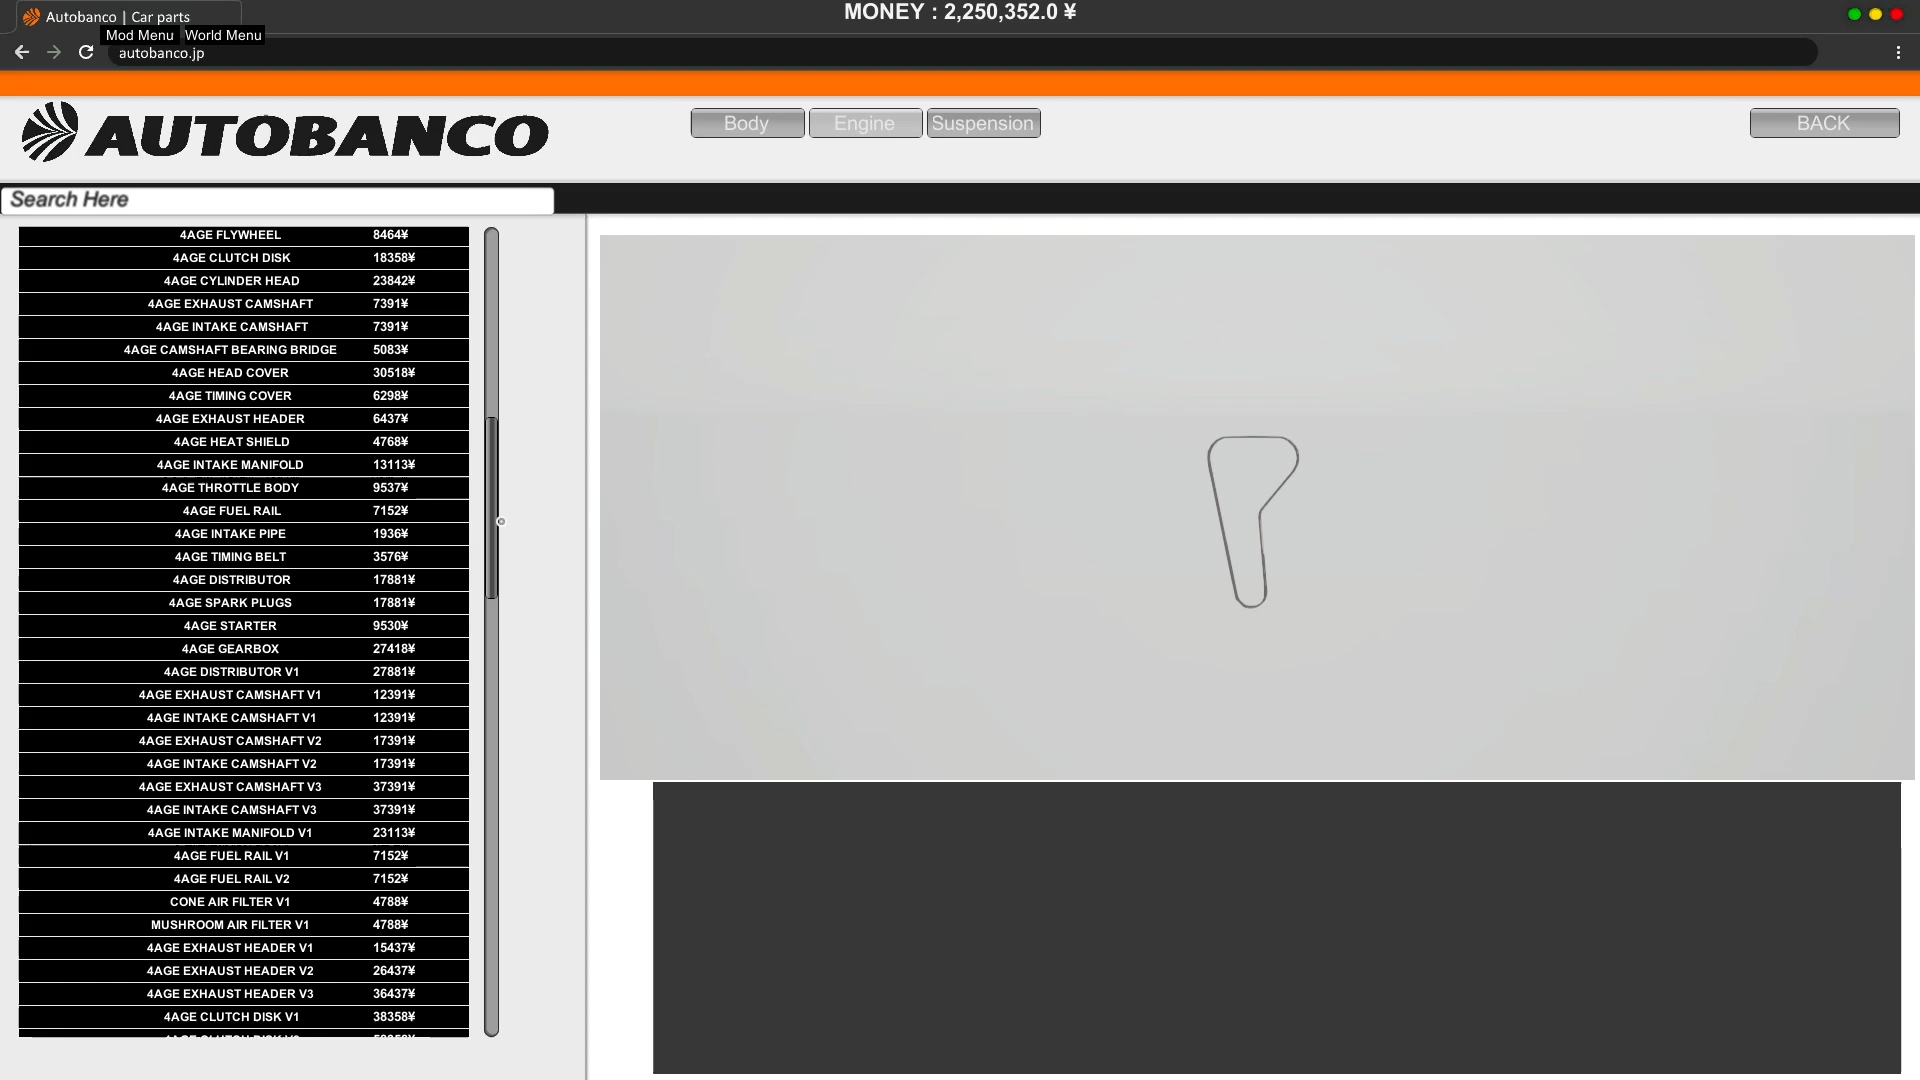 Autobanco | Car parts
MONEY : 2,250,352.0 ¥
Mod Menu World Menu
autobanco.jp
AUTOBANCO
Body Engine Suspension BACK
Search Here
4AGE FLYWHEEL 8464¥
4AGE CLUTCH DISK 18358¥
4AGE CYLINDER HEAD 23842¥
4AGE EXHAUST CAMSHAFT 7391¥
4AGE INTAKE CAMSHAFT 7391¥
4AGE CAMSHAFT BEARING BRIDGE 5083¥
4AGE HEAD COVER 30518¥
4AGE TIMING COVER 6298¥
4AGE EXHAUST HEADER 6437¥
4AGE HEAT SHIELD 4768¥
4AGE INTAKE MANIFOLD 13113¥
4AGE THROTTLE BODY 9537¥
4AGE FUEL RAIL 7152¥
4AGE INTAKE PIPE 1936¥
4AGE TIMING BELT 3576¥
4AGE DISTRIBUTOR 17881¥
4AGE SPARK PLUGS 17881¥
4AGE STARTER 9530¥
4AGE GEARBOX 27418¥
4AGE DISTRIBUTOR V1 27881¥
4AGE EXHAUST CAMSHAFT V1 12391¥
4AGE INTAKE CAMSHAFT V1 12391¥
4AGE EXHAUST CAMSHAFT V2 17391¥
4AGE INTAKE CAMSHAFT V2 17391¥
4AGE EXHAUST CAMSHAFT V3 37391¥
4AGE INTAKE CAMSHAFT V3 37391¥
4AGE INTAKE MANIFOLD V1 23113¥
4AGE FUEL RAIL V1 7152¥
4AGE FUEL RAIL V2 7152¥
CONE AIR FILTER V1 4788¥
MUSHROOM AIR FILTER V1 4788¥
4AGE EXHAUST HEADER V1 15437¥
4AGE EXHAUST HEADER V2 26437¥
4AGE EXHAUST HEADER V3 36437¥
4AGE CLUTCH DISK V1 38358¥